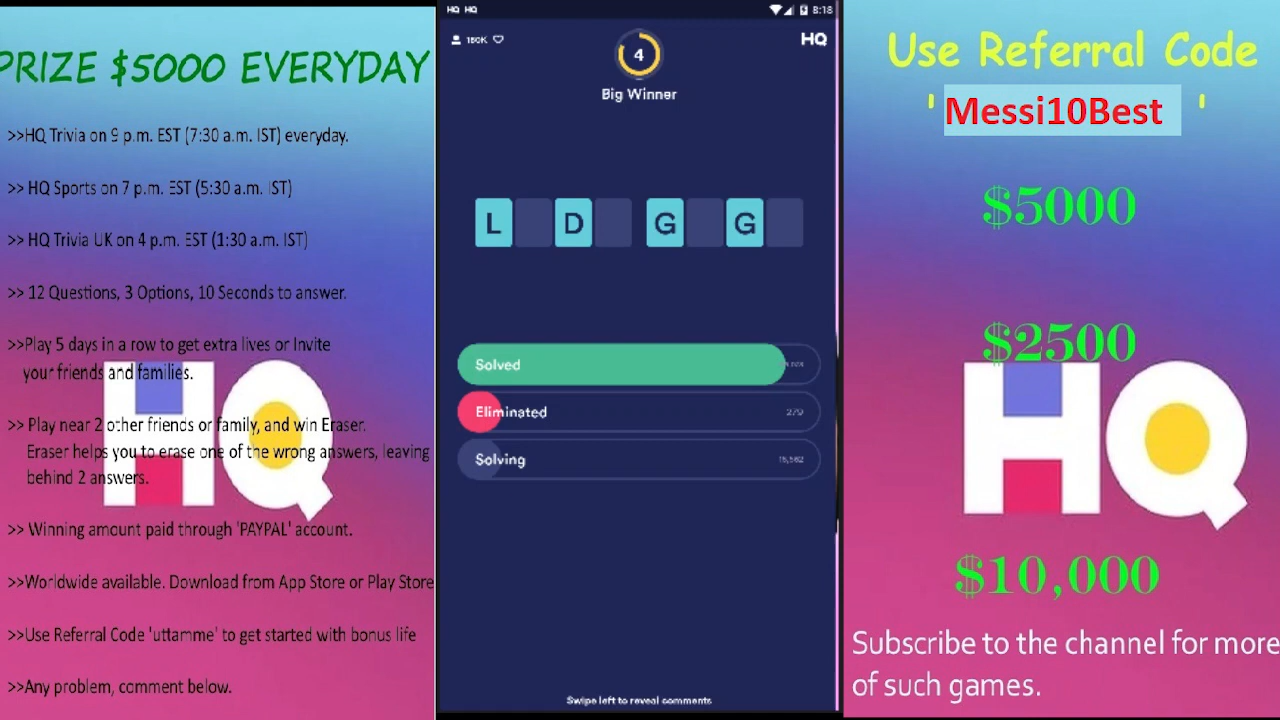 PRIZE $5000 EVERYDAY
>>HQ Trivia on 9 p.m. EST (7:30 a.m. IST) everyday.
>> HQ Sports on 7 p.m. EST (5:30 a.m. IST)
>> HQ Trivia UK on 4 p.m. EST (1:30 a.m. IST)
>> 12 Questions, 3 Options, 10 Seconds to answer.
>>Play 5 days in a row to get extra lives or Invite
your friends and families.
>> Play near 2 other friends or family, and win Eraser.
Eraser helps you to erase one of the wrong answers, leaving
behind 2 answers.
>> Winning amount paid through 'PAYPAL' account.
>>Worldwide available. Download from App Store or Play Store
>>Use Referral Code 'uttamme' to get started with bonus life
>>Any problem, comment below.
HQ
HQ HQ
8:18
180K
HQ
4
Big Winner
L D G G
Solved
Eliminated 279
Solving
Swipe left to reveal comments
Use Referral Code
' Messi10Best '
$5000
$2500
HQ
$10,000
Subscribe to the channel for more
of such games.